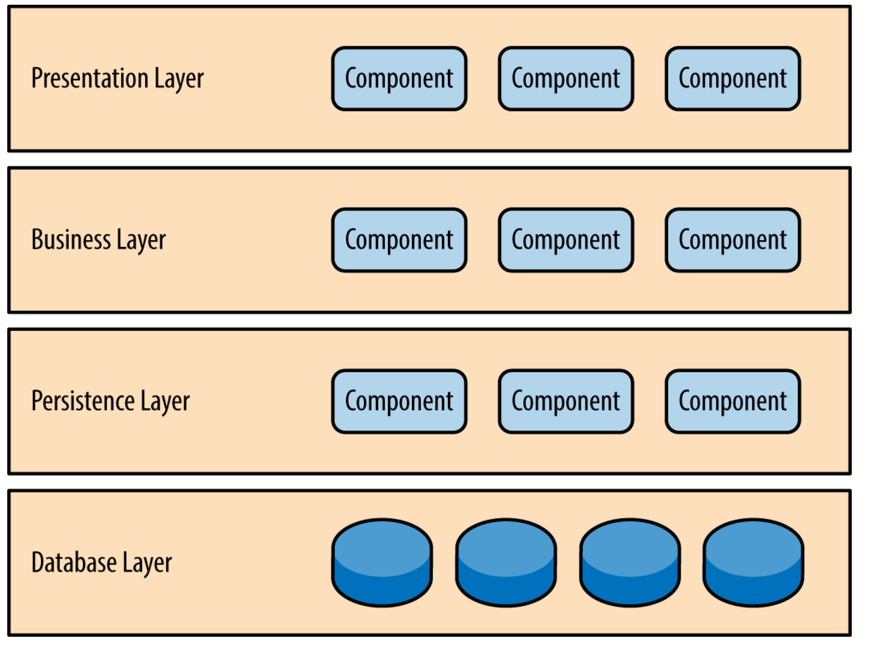 Presentation Layer Component Component Component
Business Layer Component Component Component
Persistence Layer Component Component Component
Database Layer